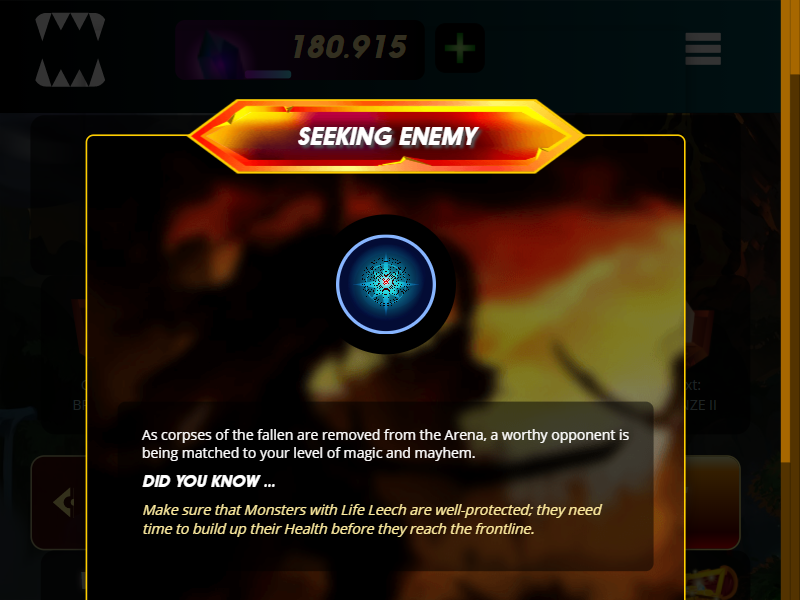 180.915
SEEKING ENEMY
As corpses of the fallen are removed from the Arena, a worthy opponent is
being matched to your level of magic and mayhem.
DID YOU KNOW ...
Make sure that Monsters with Life Leech are well-protected; they need
time to build up their Health before they reach the frontline.